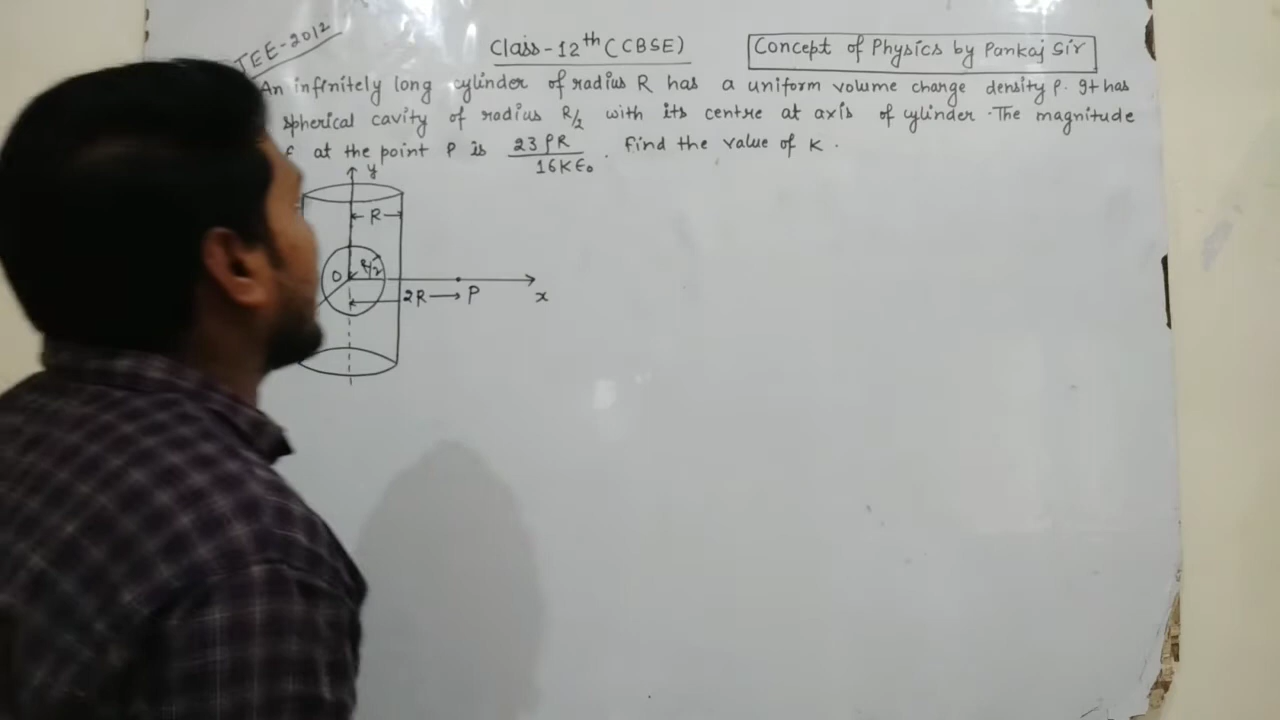 JEE-2012
Class-12th (CBSE)
Concept of Physics by Pankaj Sir
An infinitely long cylinder of radius R has a uniform volume charge density ρ. It has
spherical cavity of radius R/2 with its centre at axis of cylinder. The magnitude
at the point P is 23ρR/16Kϵ₀. find the value of K.
y
R
O R/2
2R P
x